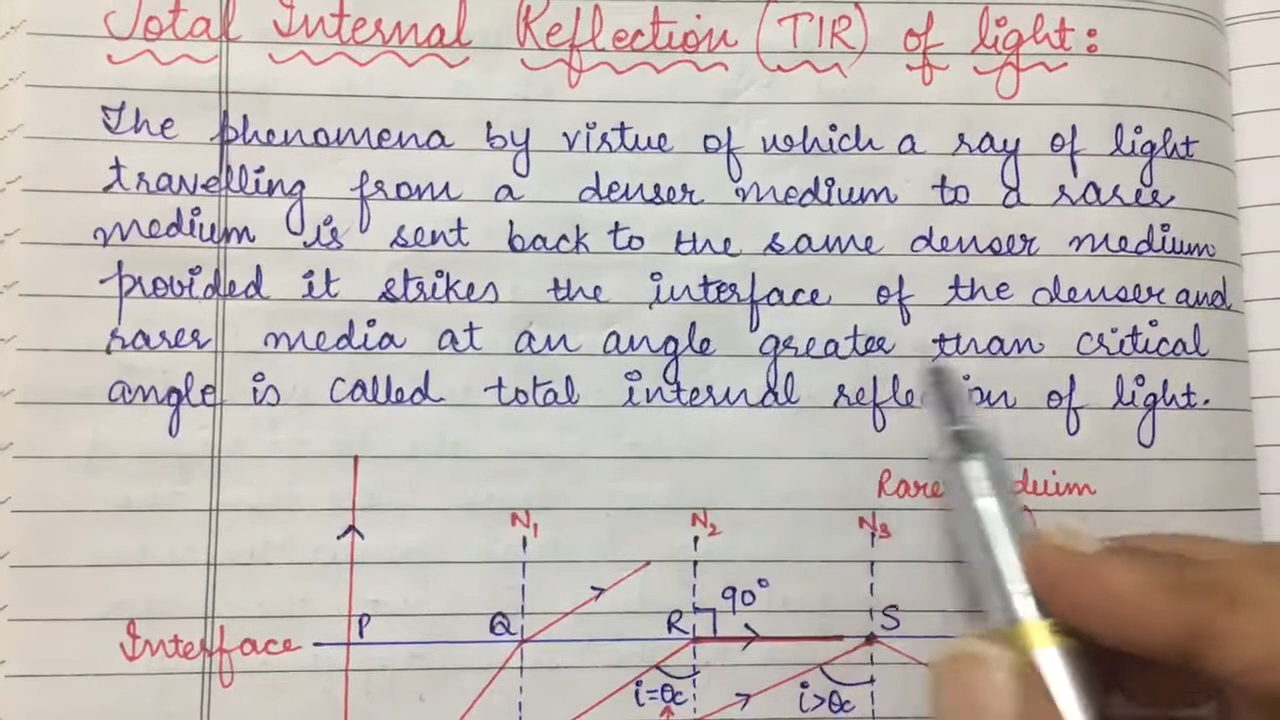 Total Internal Reflection (TIR) of light:
The phenomena by virtue of which a ray of light
travelling from a denser medium to a rarer
medium is sent back to the same denser medium
provided it strikes the interface of the denser and
rarer media at an angle greater than critical
angle is called total internal of light.
N₁ N₂ N₃
90°
P Q R S
Interface
i=θc i>θc